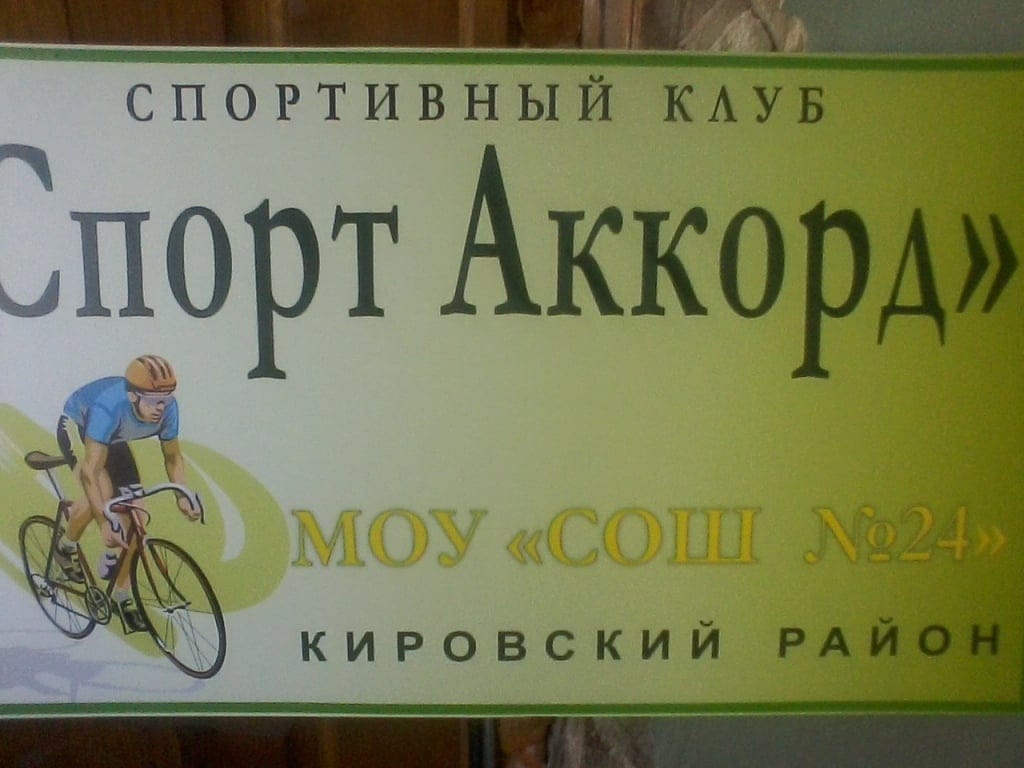 СПОРТИВНЫЙ КЛУБ
Спорт Аккорд»
МОУ «СОШ №24»
КИРОВСКИЙ РАЙОН